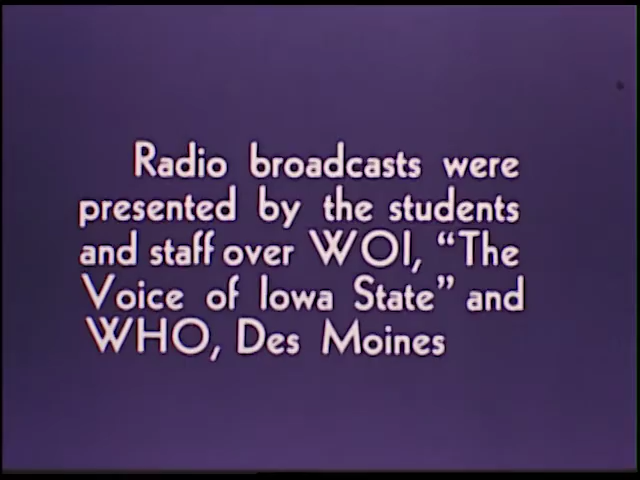 Radio broadcasts were
presented by the students
and staff over WOI, “The
Voice of Iowa State” and
WHO, Des Moines